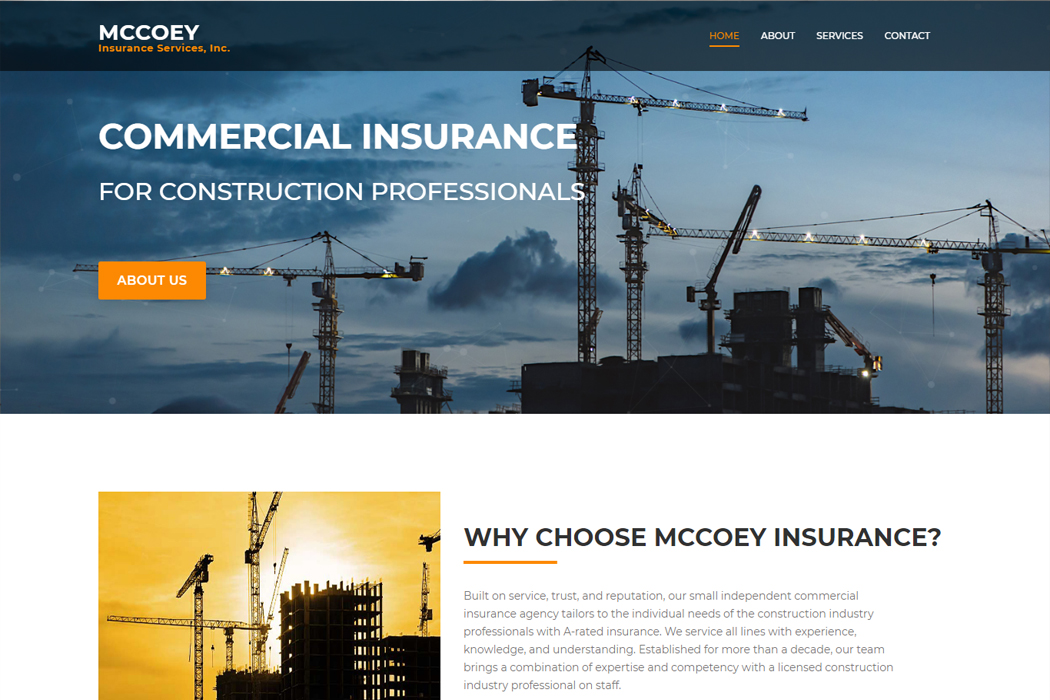 MCCOEY
Insurance Services, Inc.
HOME ABOUT SERVICES CONTACT
COMMERCIAL INSURANCE
FOR CONSTRUCTION PROFESSIONALS
ABOUT US
WHY CHOOSE MCCOEY INSURANCE?
Built on service, trust, and reputation, our small independent commercial
insurance agency tailors to the individual needs of the construction industry
professionals with A-rated insurance. We service all lines with experience,
knowledge, and understanding. Established for more than a decade, our team
brings a combination of expertise and competency with a licensed construction
industry professional on staff.